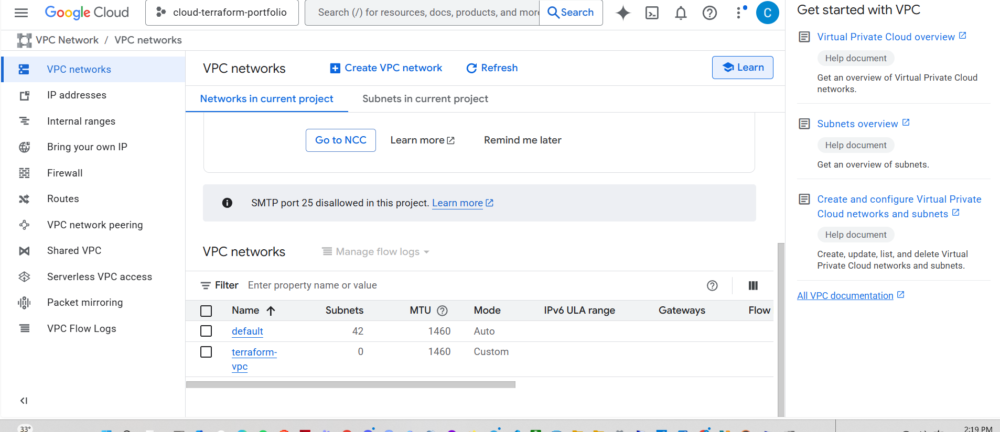 Google Cloud
cloud-terraform-portfolio
Search (/) for resources, docs, products, and more
Search
C
VPC Network / VPC networks
VPC networks
IP addresses
Internal ranges
Bring your own IP
Firewall
Routes
VPC network peering
Shared VPC
Serverless VPC access
Packet mirroring
VPC Flow Logs
VPC networks
Create VPC network
Refresh
Learn
Networks in current project
Subnets in current project
Go to NCC
Learn more
Remind me later
SMTP port 25 disallowed in this project. Learn more
VPC networks
Manage flow logs
Filter Enter property name or value
Name Subnets MTU Mode IPv6 ULA range Gateways Flow
default 42 1460 Auto
terraform- 0 1460 Custom
vpc
Get started with VPC
Virtual Private Cloud overview
Help document
Get an overview of Virtual Private Cloud
networks.
Subnets overview
Help document
Get an overview of subnets.
Create and configure Virtual Private
Cloud networks and subnets
Help document
Create, update, list, and delete Virtual
Private Cloud networks and subnets.
All VPC documentation
33°
2:19 PM